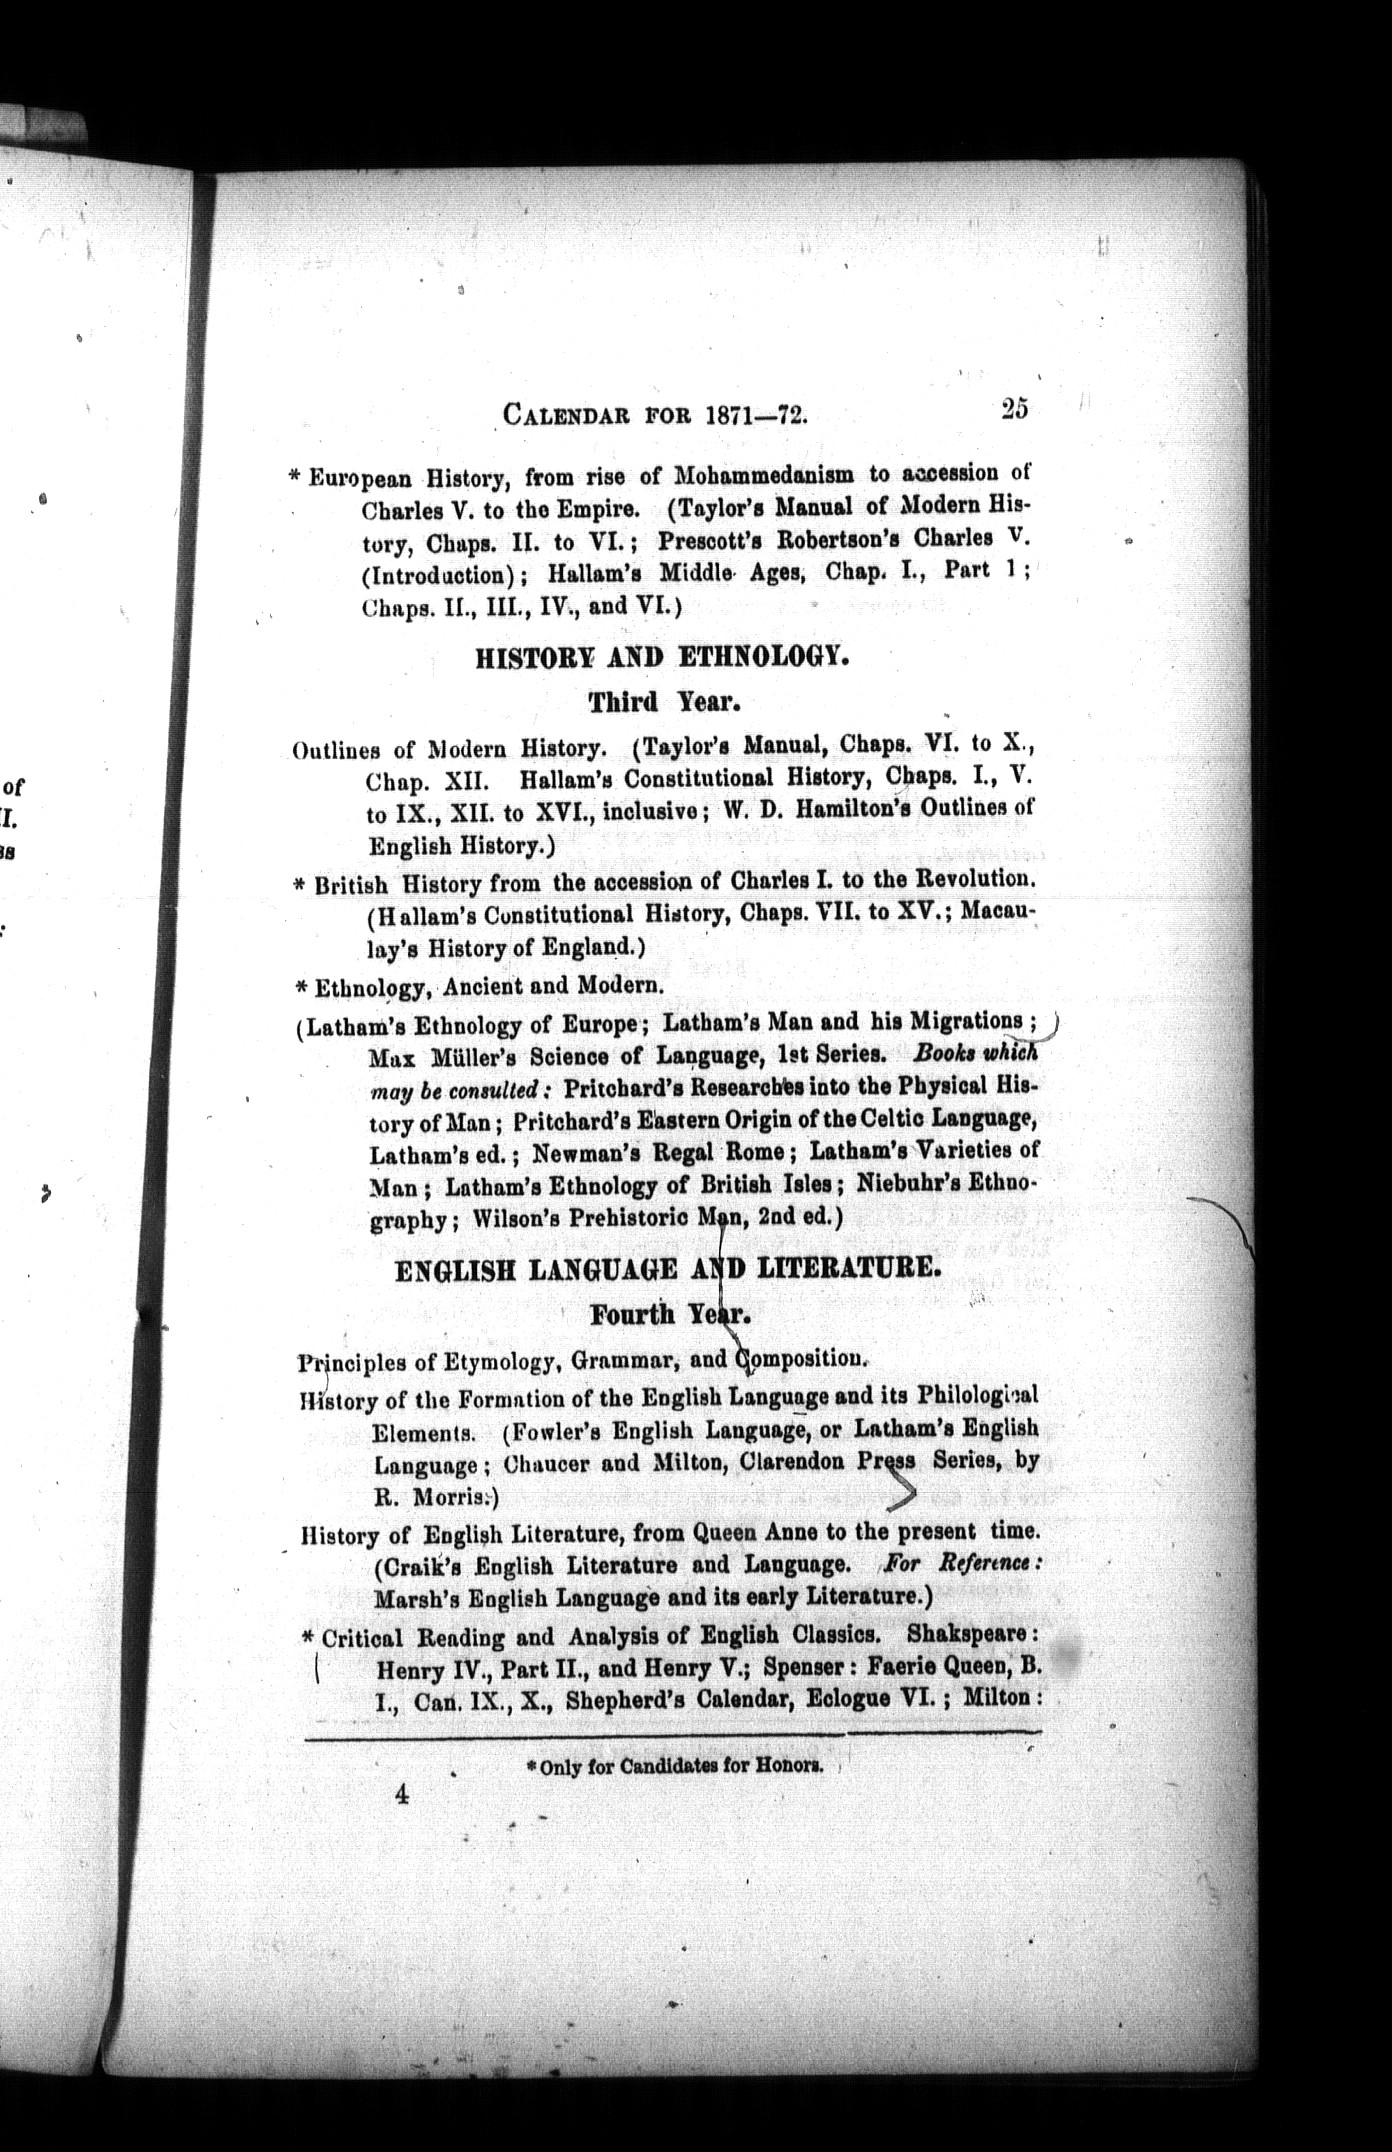 CALENDAR FOR 1871—72. 25
* European History, from rise of Mohammedanism to accession of
Charles V. to the Empire. (Taylor's Manual of Modern His-
tory, Chaps. II. to VI.; Prescott's Robertson's Charles V.
(Introduction); Hallam's Middle Ages, Chap. I., Part 1;
Chaps. II., III., IV., and VI.)
HISTORY AND ETHNOLOGY.
Third Year.
Outlines of Modern History. (Taylor's Manual, Chaps. VI. to X.,
Chap. XII. Hallam's Constitutional History, Chaps. I., V.
to IX., XII. to XVI., inclusive; W. D. Hamilton's Outlines of
English History.)
* British History from the accession of Charles I. to the Revolution.
(Hallam's Constitutional History, Chaps. VII. to XV.; Macau-
lay's History of England.)
* Ethnology, Ancient and Modern.
(Latham's Ethnology of Europe; Latham's Man and his Migrations;
Max Müller's Science of Language, 1st Series. Books which
may be consulted: Pritchard's Researches into the Physical His-
tory of Man; Pritchard's Eastern Origin of the Celtic Language,
Latham's ed.; Newman's Regal Rome; Latham's Varieties of
Man; Latham's Ethnology of British Isles; Niebuhr's Ethno-
graphy; Wilson's Prehistoric Man, 2nd ed.)
ENGLISH LANGUAGE AND LITERATURE.
Fourth Year.
Principles of Etymology, Grammar, and Composition.
History of the Formation of the English Language and its Philological
Elements. (Fowler's English Language, or Latham's English
Language; Chaucer and Milton, Clarendon Press Series, by
R. Morris.)
History of English Literature, from Queen Anne to the present time.
(Craik's English Literature and Language. For Reference:
Marsh's English Language and its early Literature.)
* Critical Reading and Analysis of English Classics. Shakspeare:
Henry IV., Part II., and Henry V.; Spenser: Faerie Queen, B.
I., Can. IX., X., Shepherd's Calendar, Eclogue VI.; Milton:
* Only for Candidates for Honors.
4
of